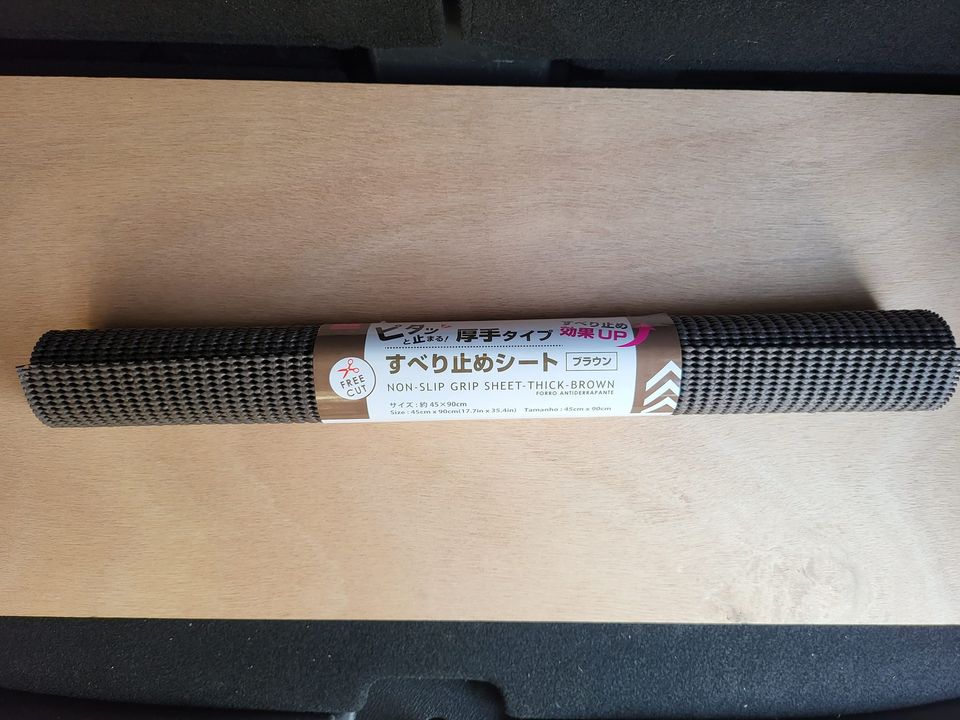 ピタッと止まる! 厚手タイプ すべり止め効果UP
すべり止めシート ブラウン
FREE CUT
NON-SLIP GRIP SHEET-THICK-BROWN
FORRO ANTIDERRAPANTE
サイズ:約45×90cm
Size : 45cm x 90cm(17.7in x 35.4in) Tamanho : 45cm x 90cm